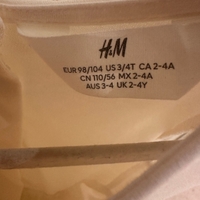 H&M
EUR 98/104 US 3/4T CA 2-4A
CN 110/56 MX 2-4A
AUS 3-4 UK 2-4Y